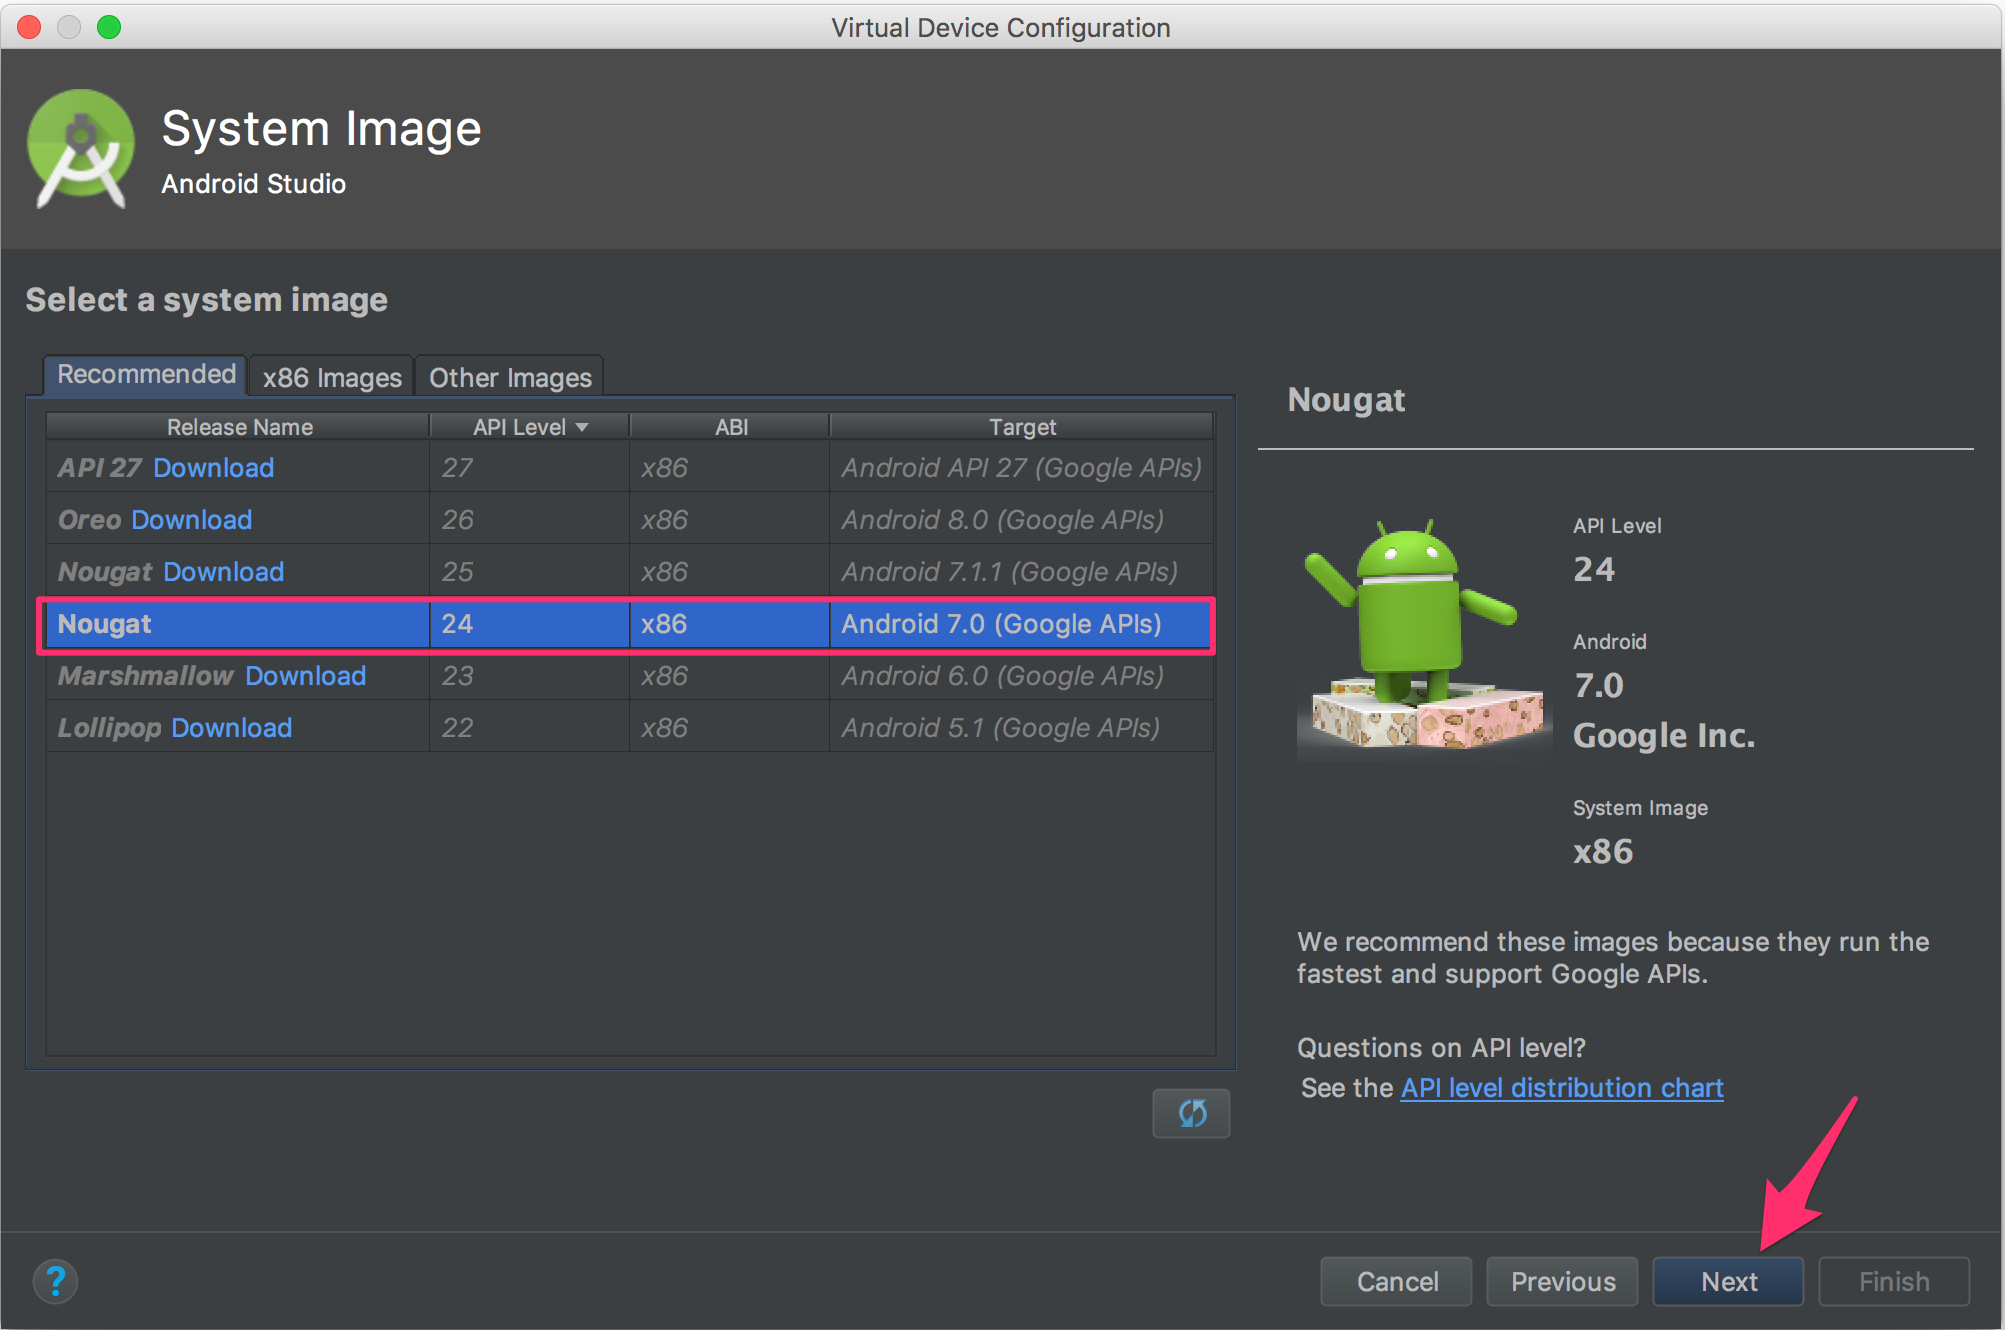 Virtual Device Configuration
System Image
Android Studio
Select a system image
Recommended x86 Images Other Images
Release Name API Level ABI Target
API 27 Download 27 x86 Android API 27 (Google APIs)
Oreo Download 26 x86 Android 8.0 (Google APIs)
Nougat Download 25 x86 Android 7.1.1 (Google APIs)
Nougat 24 x86 Android 7.0 (Google APIs)
Marshmallow Download 23 x86 Android 6.0 (Google APIs)
Lollipop Download 22 x86 Android 5.1 (Google APIs)
Nougat
API Level
24
Android
7.0
Google Inc.
System Image
x86
We recommend these images because they run the
fastest and support Google APIs.
Questions on API level?
See the API level distribution chart
? Cancel Previous Next Finish